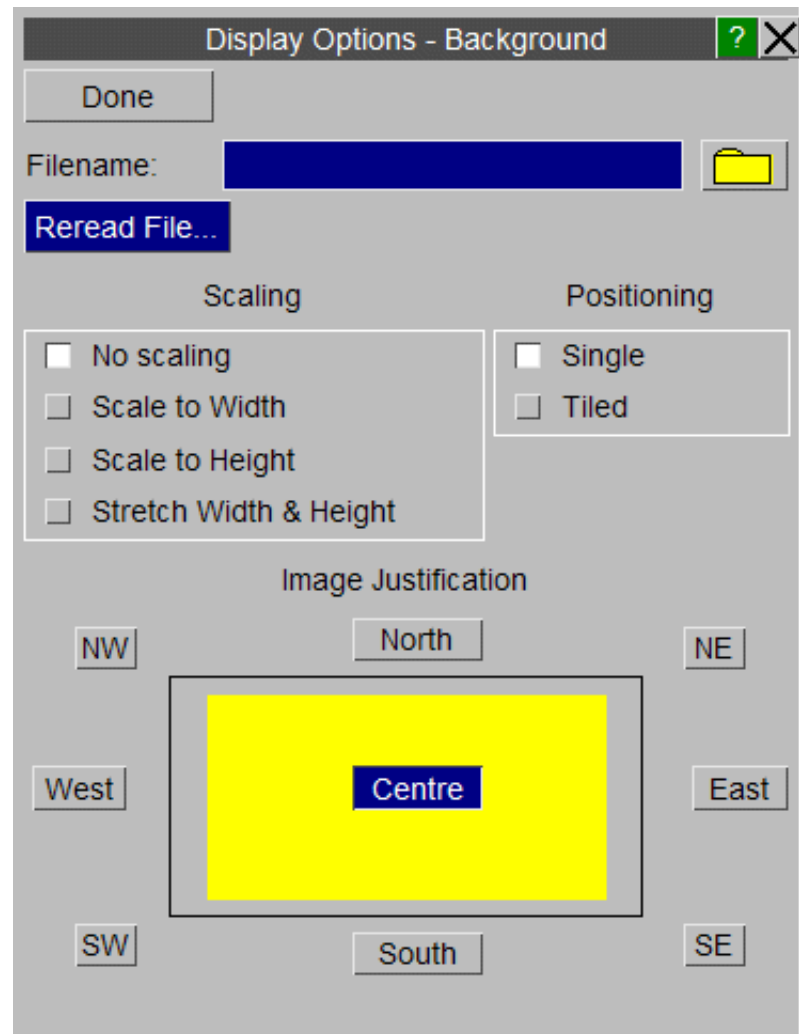 Display Options - Background ?
Done
Filename:
Reread File...
Scaling Positioning
No scaling Single
Scale to Width Tiled
Scale to Height
Stretch Width & Height
Image Justification
NW North NE
West Centre East
SW South SE